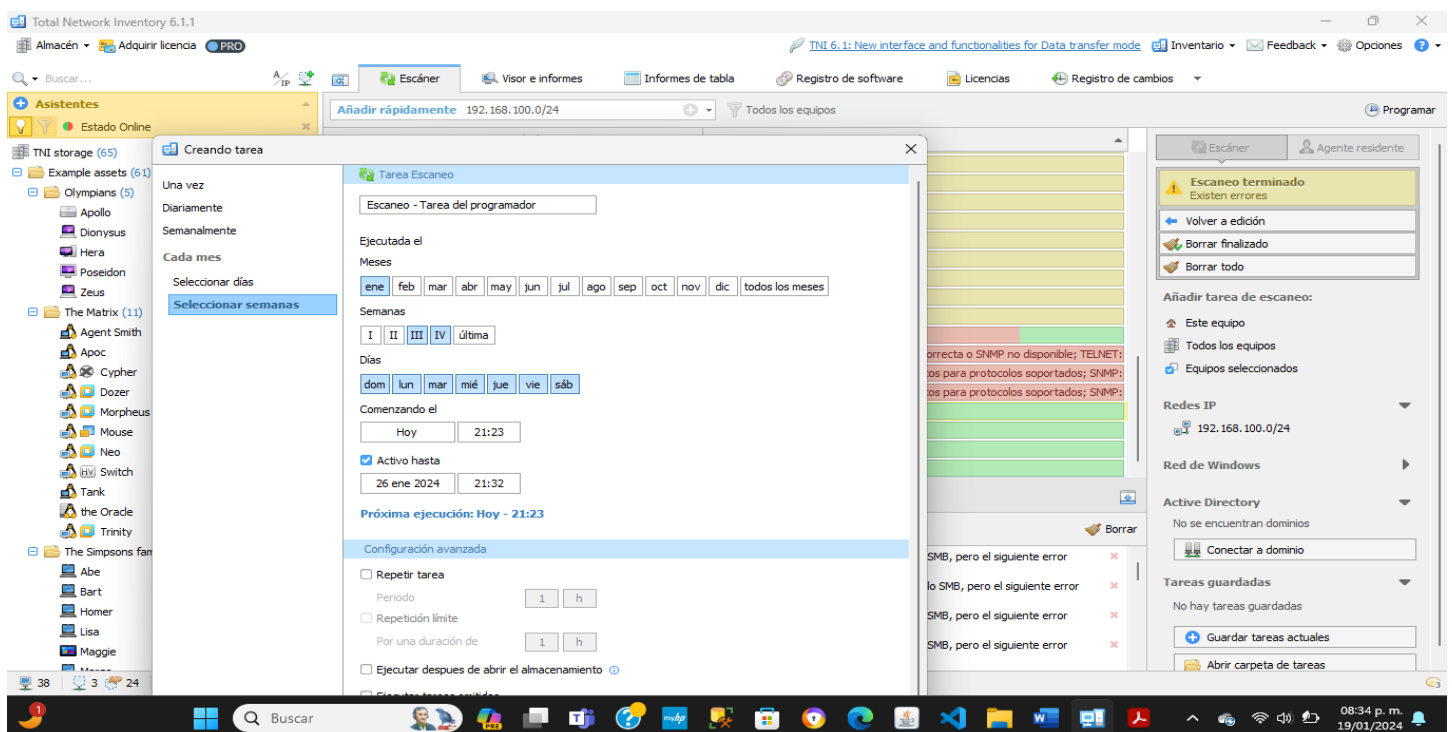 Total Network Inventory 6.1.1
Almacén Adquirir licencia PRO TNI 6.1: New interface and functionalities for Data transfer mode Inventario Feedback Opciones
Buscar... A/IP Escáner Visor e informes Informes de tabla Registro de software Licencias Registro de cambios
Asistentes
Estado Online
Añadir rápidamente 192.168.100.0/24 Todos los equipos Programar
TNI storage (65)
Example assets (61)
Olympians (5)
Apollo
Dionysus
Hera
Poseidon
Zeus
The Matrix (11)
Agent Smith
Apoc
Cypher
Dozer
Morpheus
Mouse
Neo
HV Switch
Tank
the Oracle
Trinity
The Simpsons fam
Abe
Bart
Homer
Lisa
Maggie
38 3 24
Creando tarea
Una vez
Diariamente
Semanalmente
Cada mes
Seleccionar días
Seleccionar semanas
Tarea Escaneo
Escaneo - Tarea del programador
Ejecutada el
Meses
ene feb mar abr may jun jul ago sep oct nov dic todos los meses
Semanas
I II III IV última
Días
dom lun mar mié jue vie sáb
Comenzando el
Hoy 21:23
Activo hasta
26 ene 2024 21:32
Próxima ejecución: Hoy - 21:23
Configuración avanzada
Repetir tarea
Periodo 1 h
Repetición límite
Por una duración de 1 h
Ejecutar despues de abrir el almacenamiento
orrecta o SNMP no disponible; TELNET:
os para protocolos soportados; SNMP:
os para protocolos soportados; SNMP:
Borrar
SMB, pero el siguiente error
lo SMB, pero el siguiente error
SMB, pero el siguiente error
SMB, pero el siguiente error
Escáner Agente residente
Escaneo terminado
Existen errores
Volver a edición
Borrar finalizado
Borrar todo
Añadir tarea de escaneo:
Este equipo
Todos los equipos
Equipos seleccionados
Redes IP
192.168.100.0/24
Red de Windows
Active Directory
No se encuentran dominios
Conectar a dominio
Tareas guardadas
No hay tareas guardadas
Guardar tareas actuales
Abrir carpeta de tareas
3
1 Buscar PRE myhp 08:34 p. m.
19/01/2024